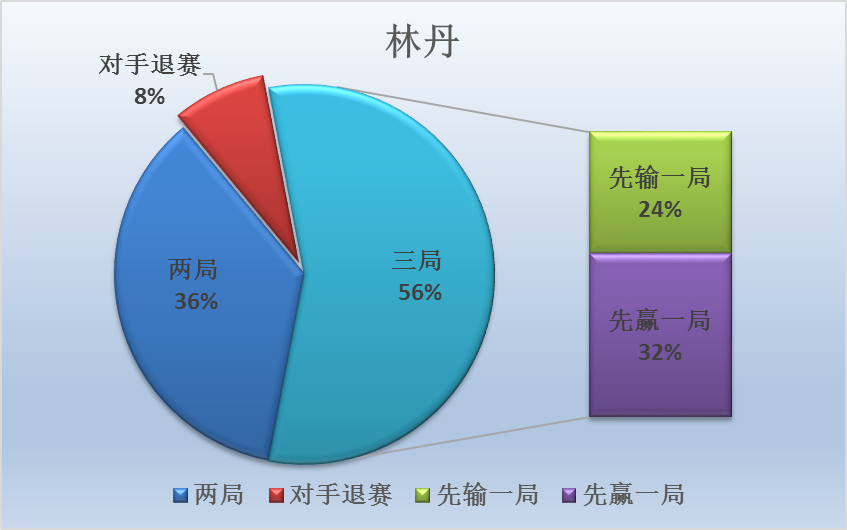 林丹
对手退赛
8%
两局
36%
三局
56%
先输一局
24%
先赢一局
32%
两局 对手退赛 先输一局 先赢一局